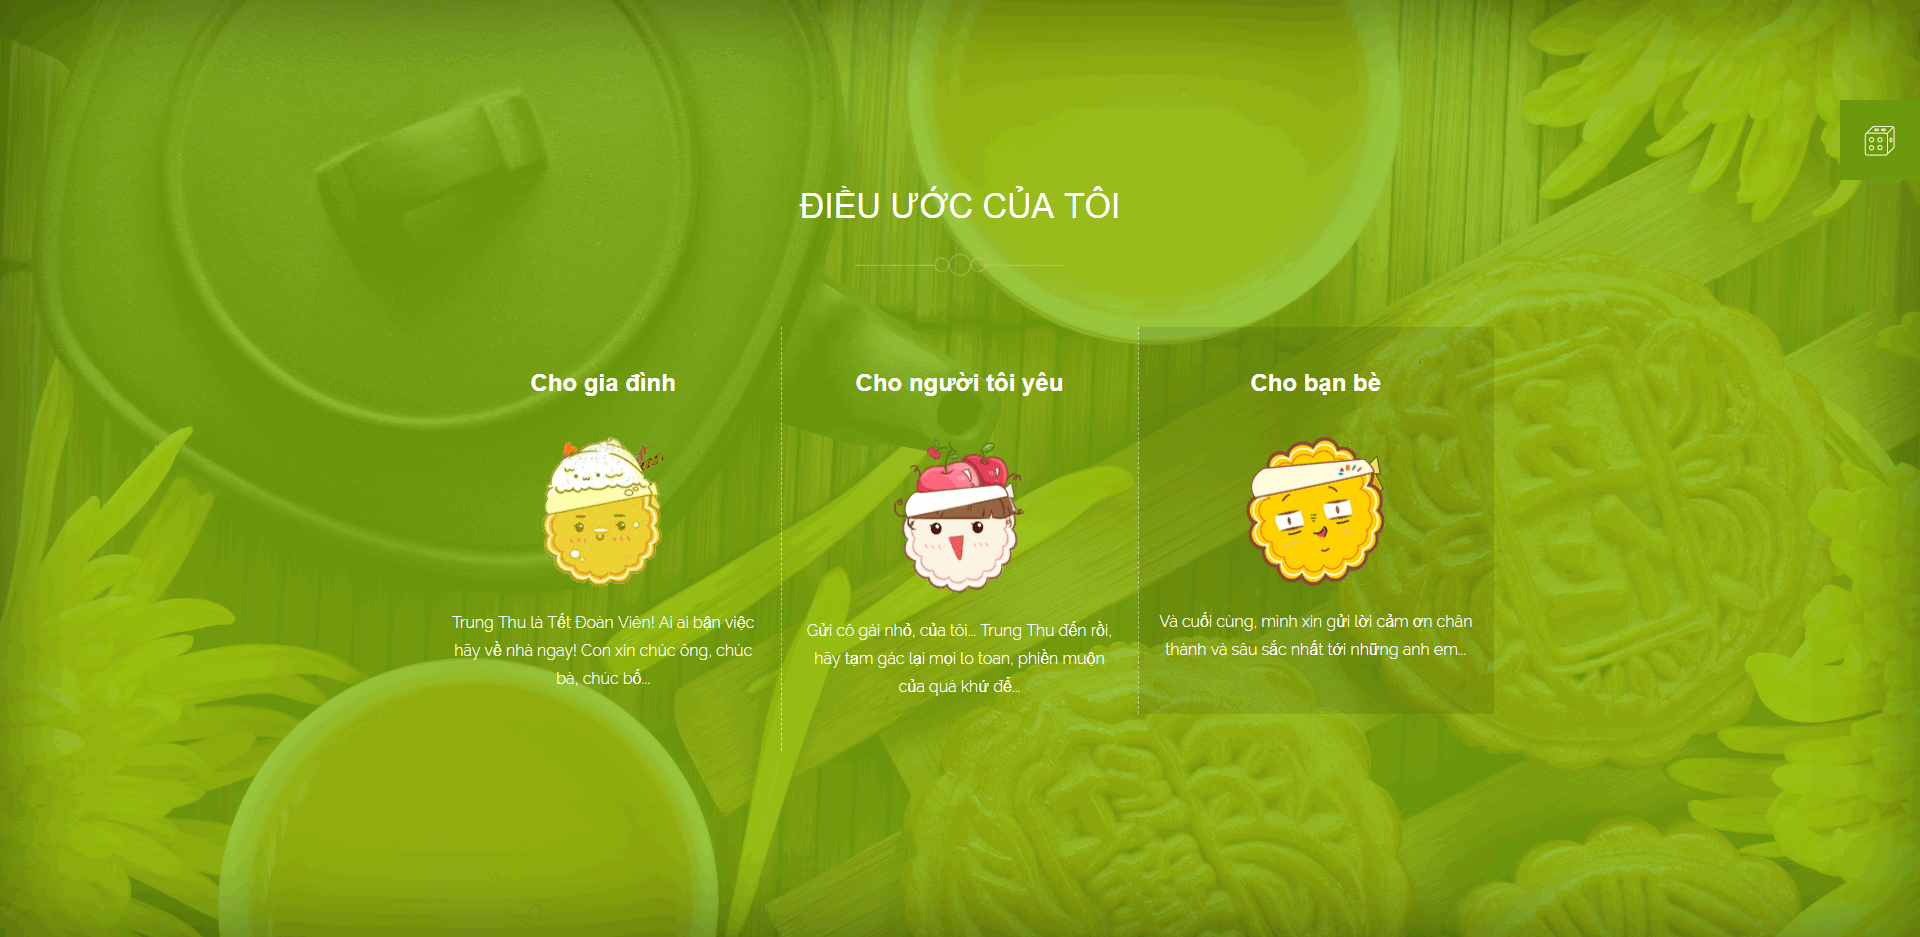 ĐIỀU ƯỚC CỦA TÔI
Cho gia đình
Trung Thu là Tết Đoàn Viên! Ai ai bận việc
hãy về nhà ngay! Con xin chúc ông, chúc
bà, chúc bố...
Cho người tôi yêu
Gửi cô gái nhỏ, của tôi... Trung Thu đến rồi,
hãy tạm gác lại mọi lo toan, phiền muộn
của quá khứ để...
Cho bạn bè
Và cuối cùng, mình xin gửi lời cảm ơn chân
thành và sâu sắc nhất tới những anh em...